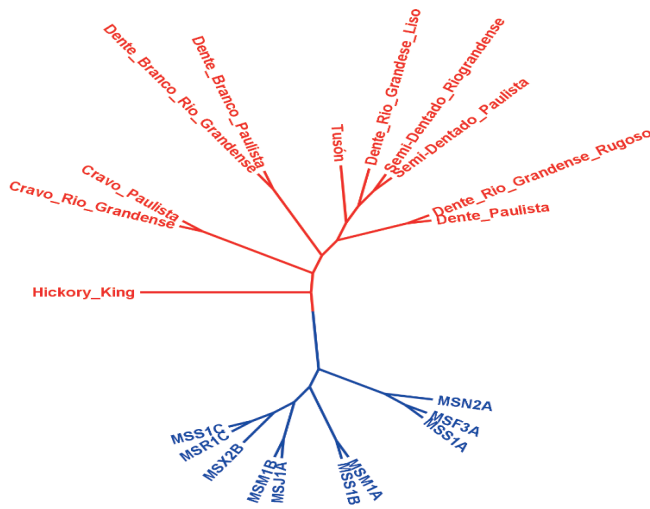 Dente_Branco_Rio_Grandense
Dente_Branco_Paulista
Tusón
Dente_Rio_Grandese_Liso
Semi-Dentado_Riograndense
Semi-Dentado_Paulista
Dente_Rio_Grandense_Rugoso
Dente_Paulista
Cravo_Paulista
Cravo_Rio_Grandense
Hickory_King
MSN2A
MSF3A
MSS1A
MSS1C
MSR1C
MSX2B
MSM1B
MSJ1A
MSM1A
MSS1B